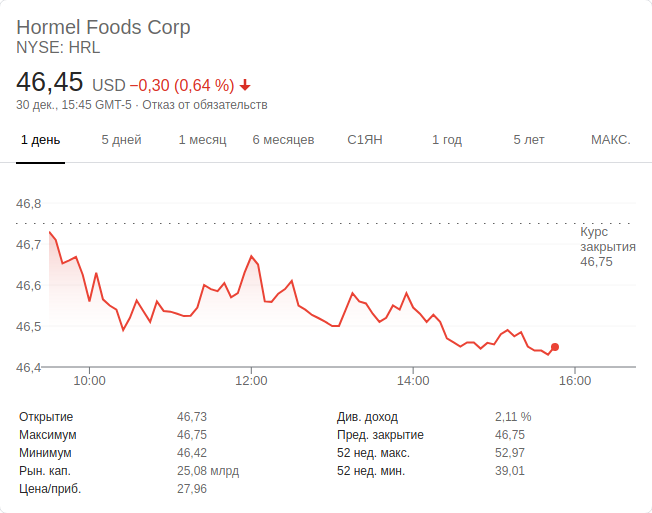 Hormel Foods Corp
NYSE: HRL
46,45 USD −0,30 (0,64 %)
30 дек., 15:45 GMT-5 · Отказ от обязательств
1 день 5 дней 1 месяц 6 месяцев С1ЯН 1 год 5 лет МАКС.
46,8
46,7
46,6
46,5
46,4
Курс
закрытия
46,75
10:00 12:00 14:00 16:00
Открытие 46,73 Див. доход 2,11 %
Максимум 46,75 Пред. закрытие 46,75
Минимум 46,42 52 нед. макс. 52,97
Рын. кап. 25,08 млрд 52 нед. мин. 39,01
Цена/приб. 27,96